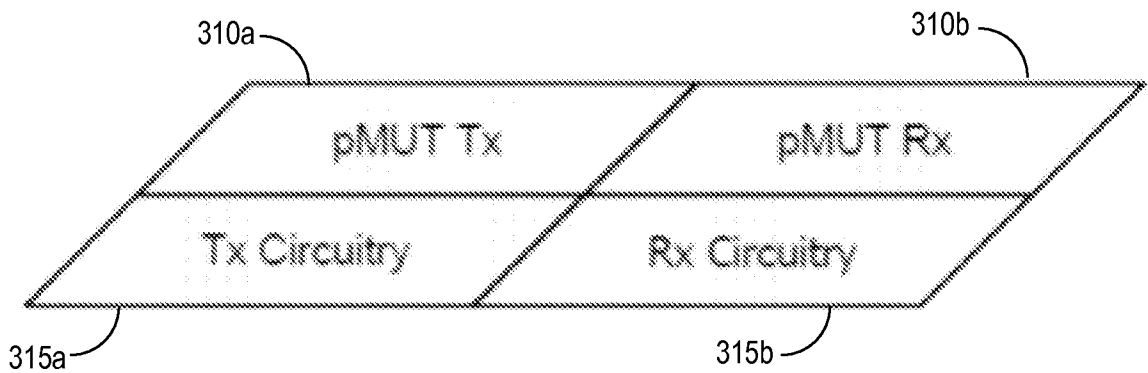 310a 310b
pMUT Tx pMUT Rx
Tx Circuitry Rx Circuitry
315a 315b